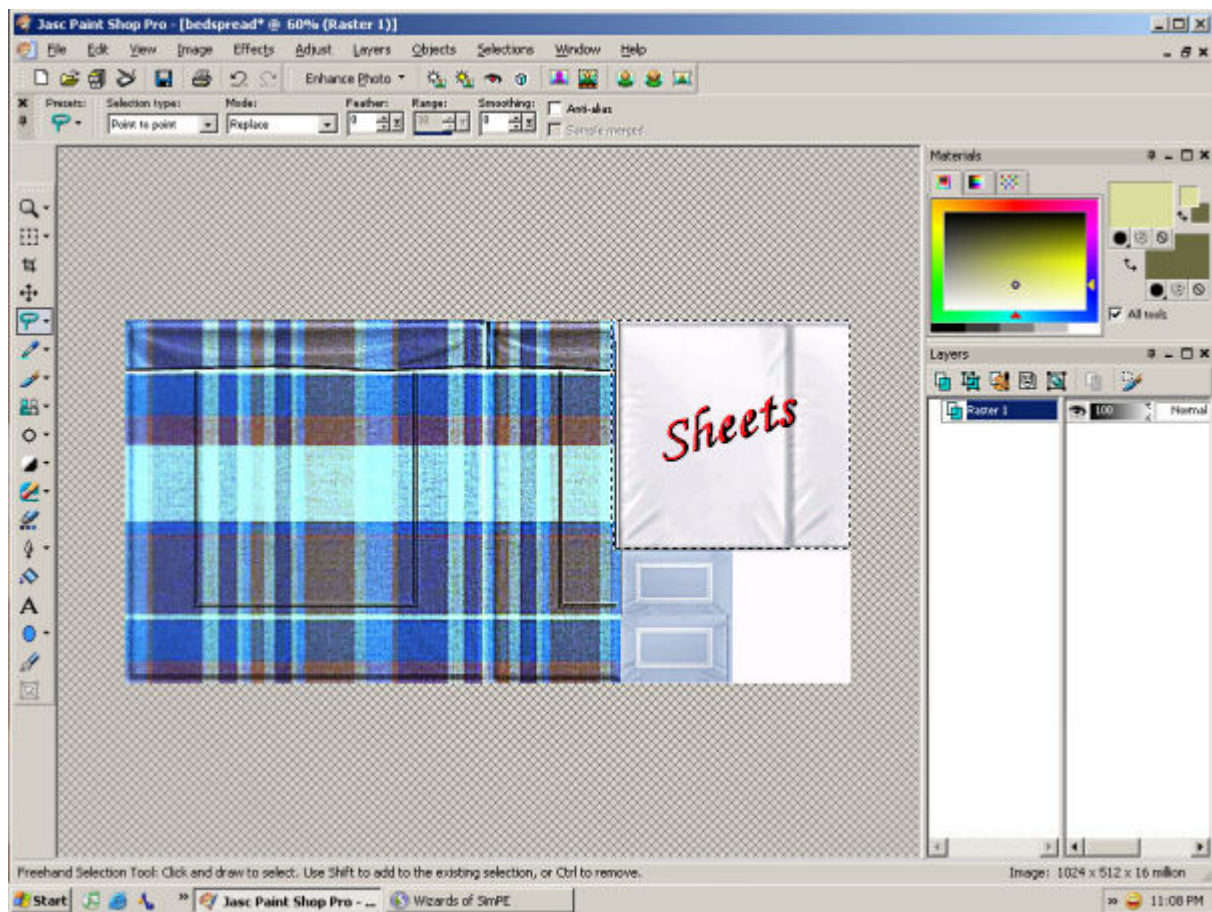 Jasc Paint Shop Pro - [bedspread* @ 60% (Raster 1)]
File Edit View Image Effects Adjust Layers Objects Selections Window Help
Enhance Photo
Presets: Selection type: Mode: Feather: Range: Smoothing: Anti-alias
Point to point Replace 0 10 0 Sample merged
Materials
All tools
Layers
Raster 1 100 Normal
Sheets
A
Freehand Selection Tool: Click and draw to select. Use Shift to add to the existing selection, or Ctrl to remove. Image: 1024 x 512 x 16 million
Start Jasc Paint Shop Pro - ... Wizards of SimPE 11:08 PM